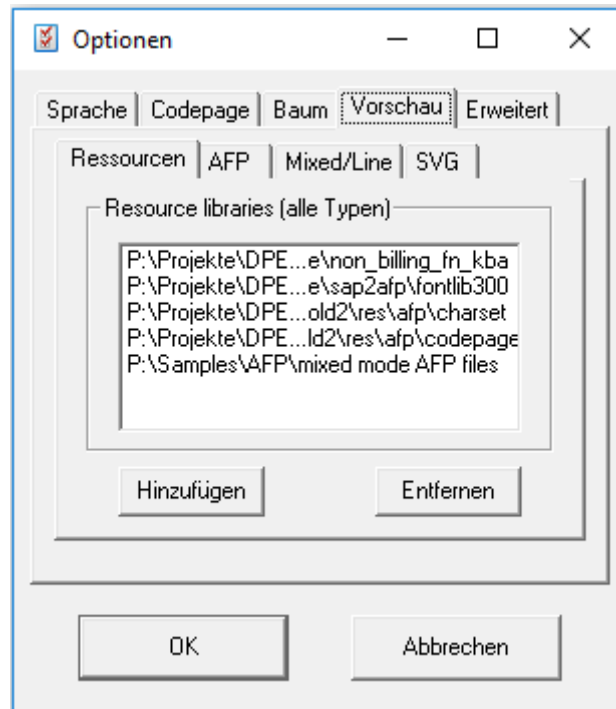 Optionen
Sprache Codepage Baum Vorschau Erweitert
Ressourcen AFP Mixed/Line SVG
Resource libraries (alle Typen)
P:\Projekte\DPE...e\non_billing_fn_kba
P:\Projekte\DPE...e\sap2afp\fontlib300
P:\Projekte\DPE...old2\res\afp\charset
P:\Projekte\DPE...ld2\res\afp\codepage
P:\Samples\AFP\mixed mode AFP files
Hinzufügen Entfernen
OK Abbrechen